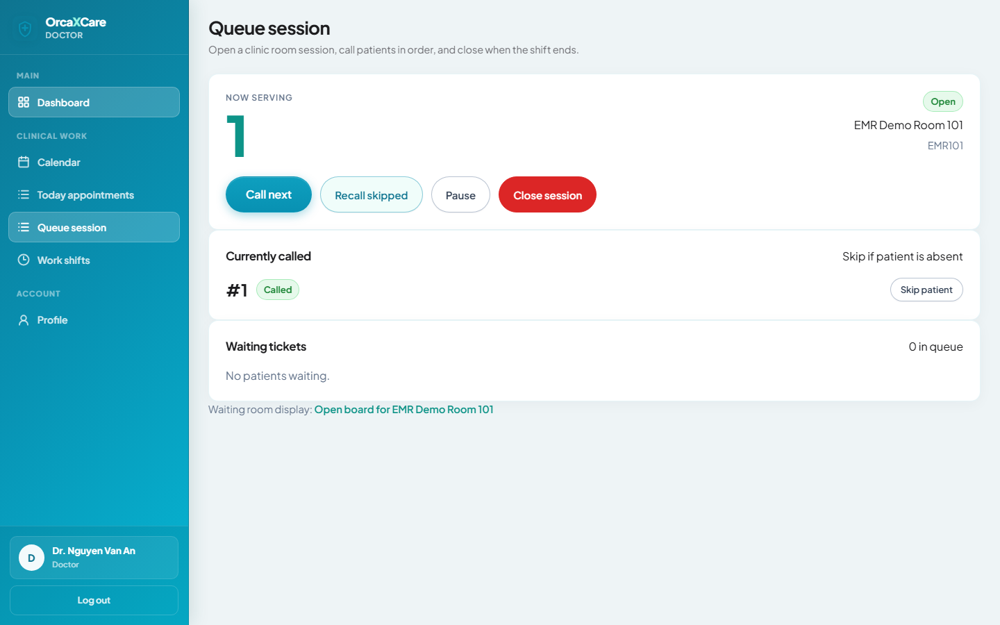 OrcaXCare
DOCTOR
MAIN
Dashboard
CLINICAL WORK
Calendar
Today appointments
Queue session
Work shifts
ACCOUNT
Profile
D
Dr. Nguyen Van An
Doctor
Log out
Queue session
Open a clinic room session, call patients in order, and close when the shift ends.
NOW SERVING
1
Open
EMR Demo Room 101
EMR101
Call next
Recall skipped
Pause
Close session
Currently called
Skip if patient is absent
#1
Called
Skip patient
Waiting tickets
0 in queue
No patients waiting.
Waiting room display: Open board for EMR Demo Room 101